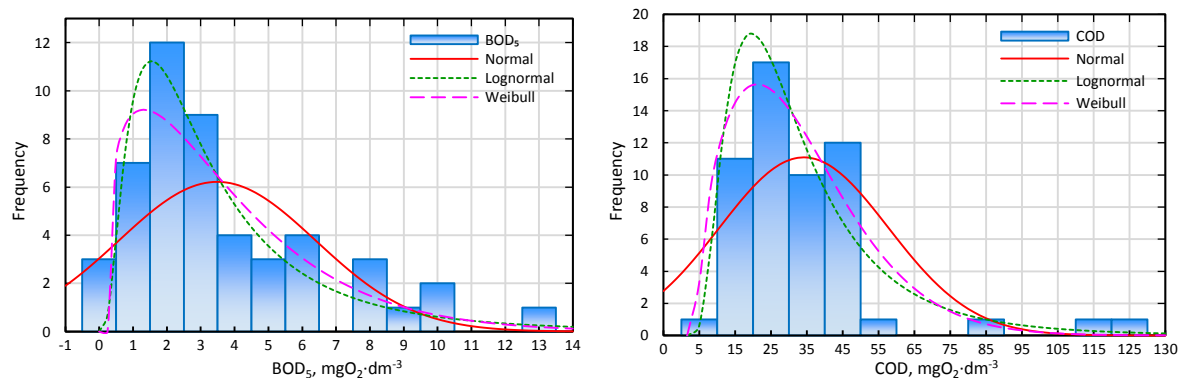 12
10
8
6
4
2
0
Frequency
BOD₅
Normal
Lognormal
Weibull
-1 0 1 2 3 4 5 6 7 8 9 10 11 12 13 14
BOD₅, mgO₂·dm⁻³
20
18
16
14
12
10
8
6
4
2
0
Frequency
COD
Normal
Lognormal
Weibull
0 5 15 25 35 45 55 65 75 85 95 105 115 130
COD, mgO₂·dm⁻³